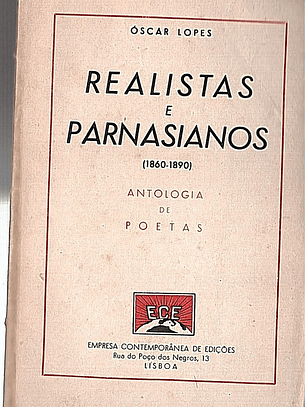 ÓSCAR LOPES
REALISTAS
E
PARNASIANOS
(1860-1890)
ANTOLOGIA
DE
POETAS
ECE
EMPRESA CONTEMPORÂNEA DE EDIÇÕES
Rua do Poço dos Negros, 13
LISBOA